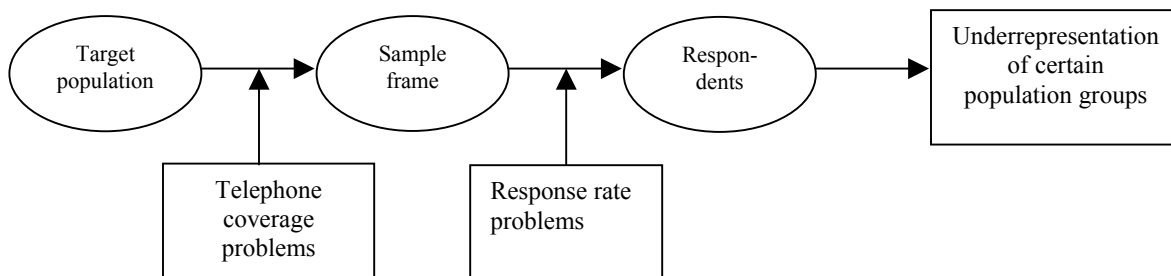 Target
population
Sample
frame
Respon-
dents
Underrepresentation
of certain
population groups
Telephone
coverage
problems
Response rate
problems